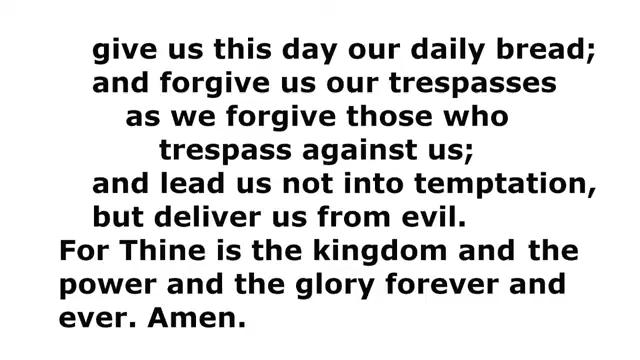 give us this day our daily bread;
and forgive us our trespasses
as we forgive those who
trespass against us;
and lead us not into temptation,
but deliver us from evil.
For Thine is the kingdom and the
power and the glory forever and
ever. Amen.